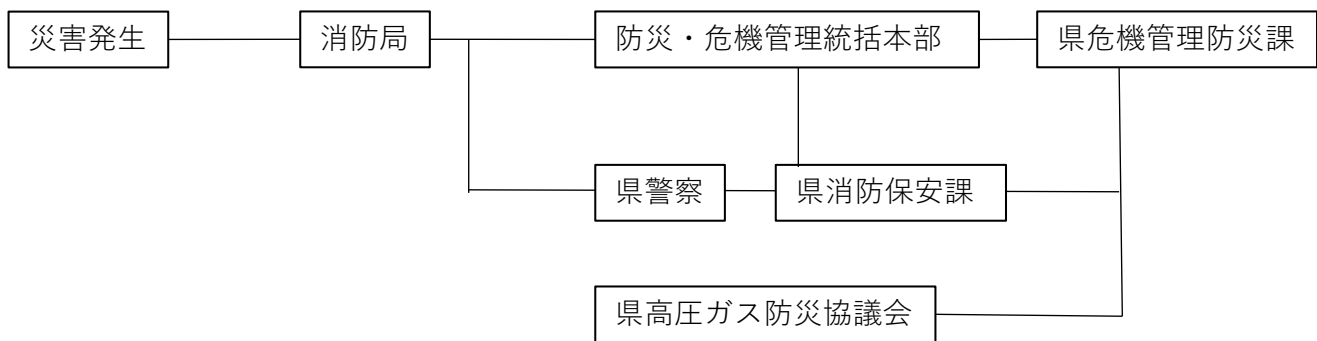 災害発生
消防局
防災・危機管理統括本部
県危機管理防災課
県警察
県消防保安課
県高圧ガス防災協議会